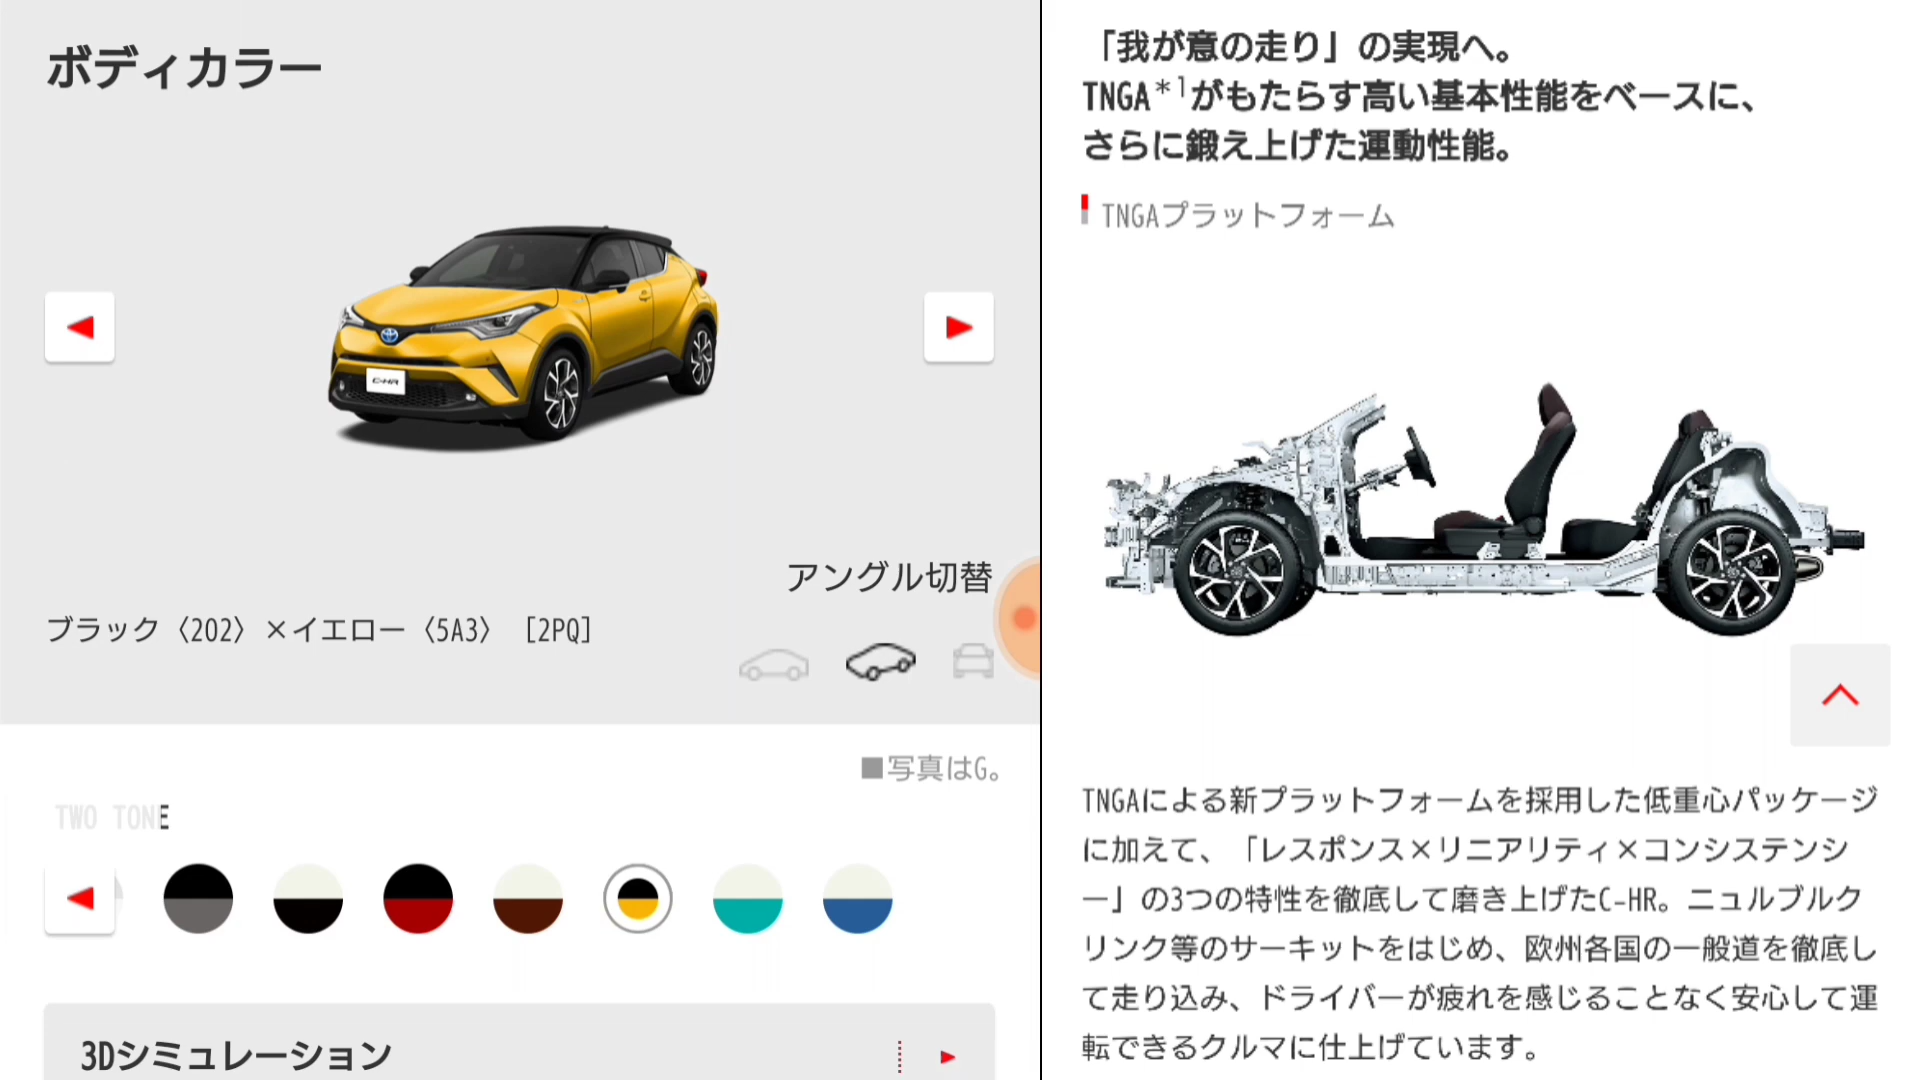 ボディカラー
C-HR
アングル切替
ブラック〈202〉×イエロー〈5A3〉［2PQ］
■写真はG。
TWO TONE
3Dシミュレーション
「我が意の走り」の実現へ。
TNGA＊1がもたらす高い基本性能をベースに、
さらに鍛え上げた運動性能。
TNGAプラットフォーム
TNGAによる新プラットフォームを採用した低重心パッケージ
に加えて、「レスポンス×リニアリティ×コンシステンシ
ー」の3つの特性を徹底して磨き上げたC-HR。ニュルブルク
リンク等のサーキットをはじめ、欧州各国の一般道を徹底し
て走り込み、ドライバーが疲れを感じることなく安心して運
転できるクルマに仕上げています。